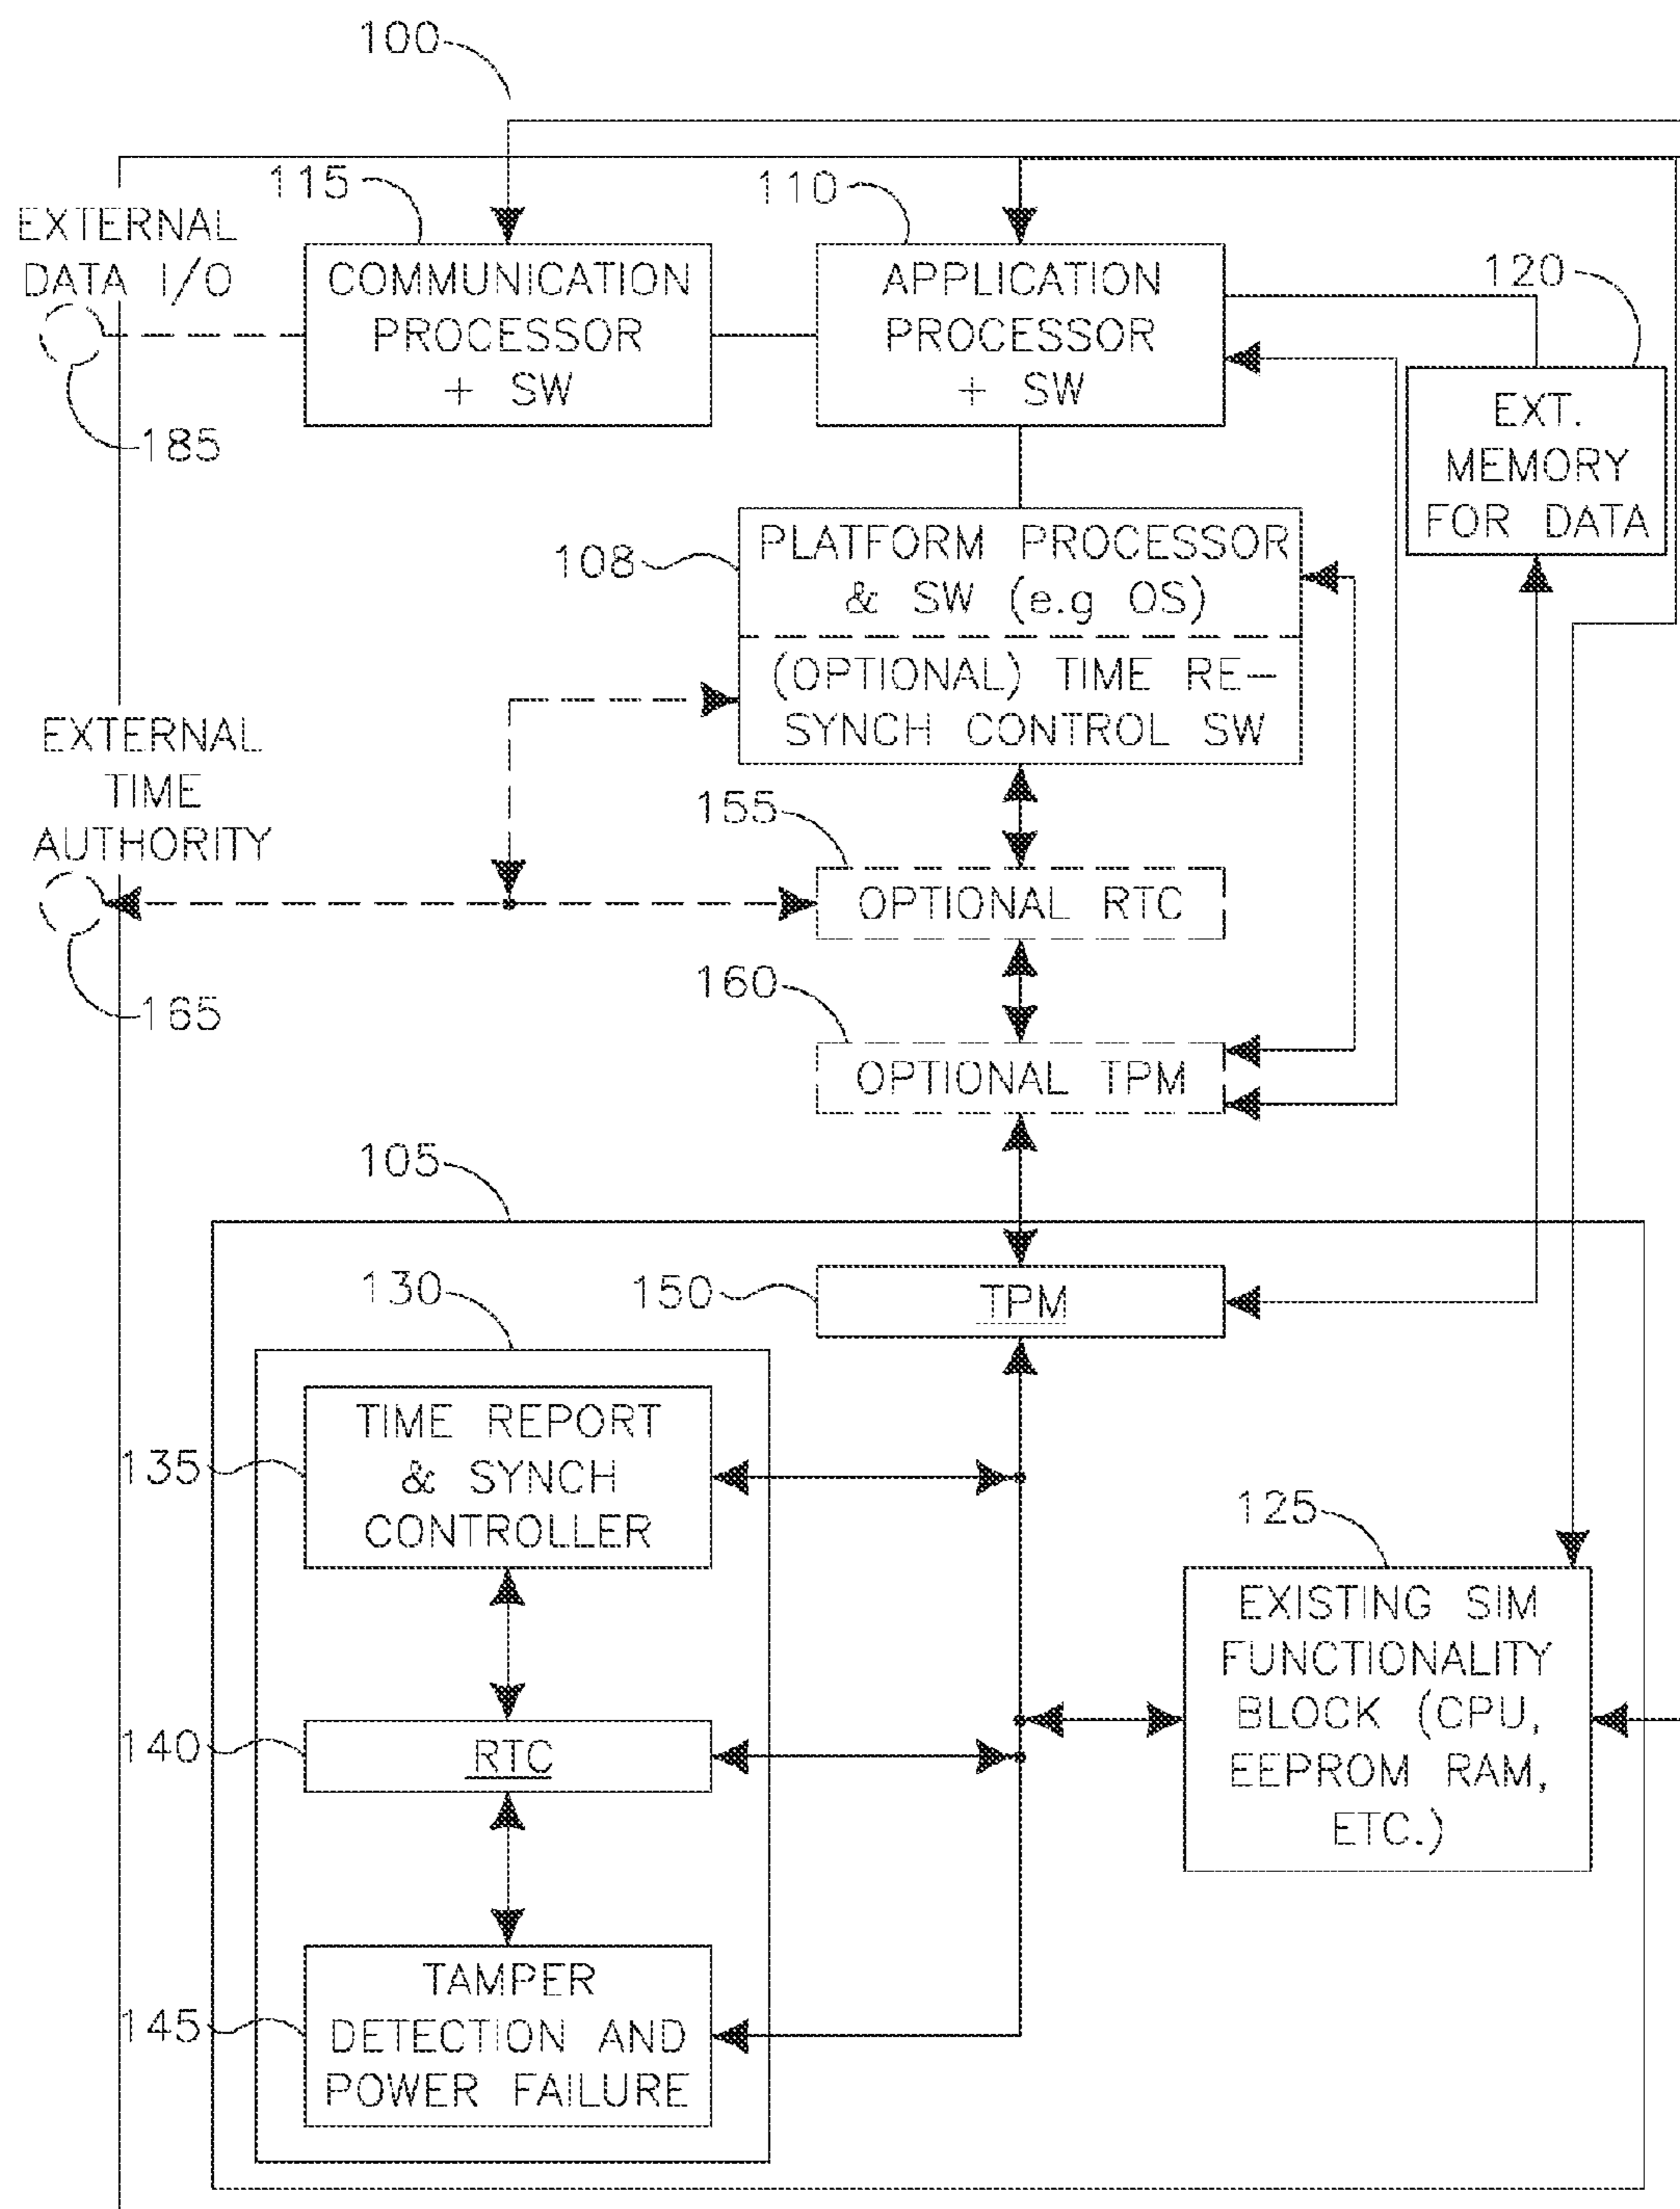 100
115
110
120
EXTERNAL
DATA I/O
COMMUNICATION
PROCESSOR
+ SW
APPLICATION
PROCESSOR
+ SW
185
EXT.
MEMORY
FOR DATA
108
PLATFORM PROCESSOR
& SW (e.g OS)
(OPTIONAL) TIME RE-
SYNCH CONTROL SW
EXTERNAL
TIME
AUTHORITY
155
OPTIONAL RTC
165
160
OPTIONAL TPM
105
130
150
TPM
135
TIME REPORT
& SYNCH
CONTROLLER
125
EXISTING SIM
FUNCTIONALITY
BLOCK (CPU,
EEPROM RAM,
ETC.)
140
RTC
145
TAMPER
DETECTION AND
POWER FAILURE